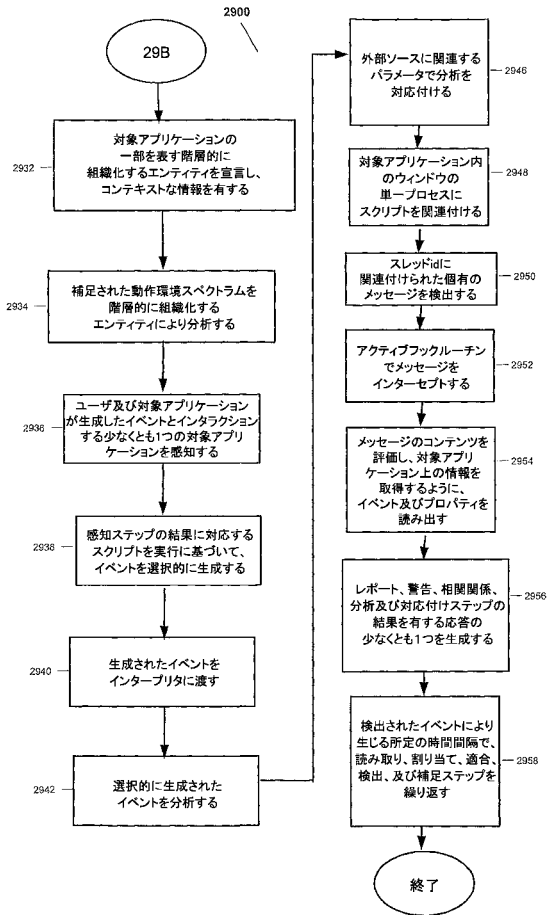 2900
29B
2932
対象アプリケーションの
一部を表す階層的に
組織化するエンティティを宣言し、
コンテキストな情報を有する
2934
補足された動作環境スペクトラムを
階層的に組織化する
エンティティにより分析する
2936
ユーザ及び対象アプリケーション
が生成したイベントとインタラクション
する少なくとも1つの対象アプリ
ケーションを感知する
2938
感知ステップの結果に対応する
スクリプトを実行に基づいて、
イベントを選択的に生成する
2940
生成されたイベントを
インタープリタに渡す
2942
選択的に生成された
イベントを分析する
外部ソースに関連する
パラメータで分析を
対応付ける
2946
対象アプリケーション内
のウィンドウの
単一プロセスに
スクリプトを関連付ける
2948
スレッドidに
関連付けられた個有の
メッセージを検出する
2950
アクティブフックルーチン
でメッセージを
インターセプトする
2952
メッセージのコンテンツを
評価し、対象アプリ
ケーション上の情報を
取得するように、
イベント及びプロパティを
読み出す
2954
レポート、警告、相関関係、
分析及び対応付けステップの
結果を有する応答の
少なくとも1つを生成する
2956
検出されたイベントにより
生じる所定の時間間隔で、
読み取り、割り当て、適合、
検出、及び補足ステップを
繰り返す
2958
終了